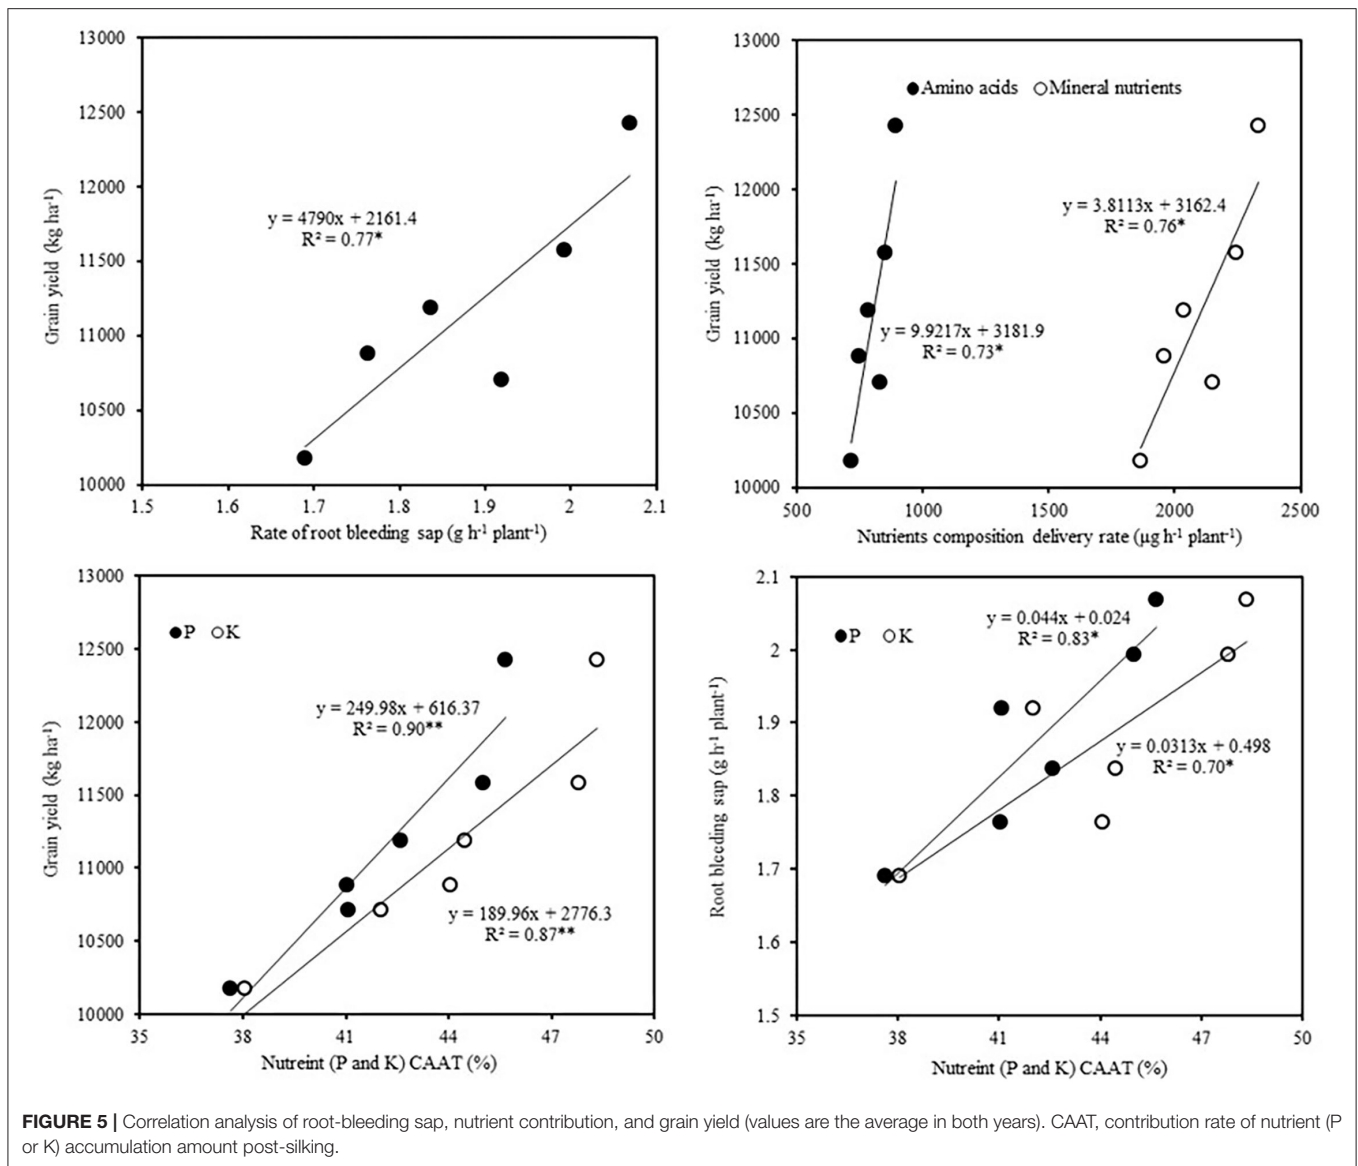 13000
12500
12000
11500
11000
10500
10000
Grain yield (kg ha-1)
y = 4790x + 2161.4
R² = 0.77*
1.5 1.6 1.7 1.8 1.9 2 2.1
Rate of root bleeding sap (g h-1 plant-1)
13000
12500
12000
11500
11000
10500
10000
Grain yield (kg ha-1)
Amino acids Mineral nutrients
y = 3.8113x + 3162.4
R² = 0.76*
y = 9.9217x + 3181.9
R² = 0.73*
500 1000 1500 2000 2500
Nutrients composition delivery rate (µg h-1 plant-1)
13000
12500
12000
11500
11000
10500
10000
Grain yield (kg ha-1)
P K
y = 249.98x + 616.37
R² = 0.90**
y = 189.96x + 2776.3
R² = 0.87**
35 38 41 44 47 50
Nutreint (P and K) CAAT (%)
2.1
2
1.9
1.8
1.7
1.6
1.5
Root bleeding sap (g h-1 plant-1)
P K
y = 0.044x + 0.024
R² = 0.83*
y = 0.0313x + 0.498
R² = 0.70*
35 38 41 44 47 50
Nutreint (P and K) CAAT (%)
FIGURE 5 | Correlation analysis of root-bleeding sap, nutrient contribution, and grain yield (values are the average in both years). CAAT, contribution rate of nutrient (P
or K) accumulation amount post-silking.